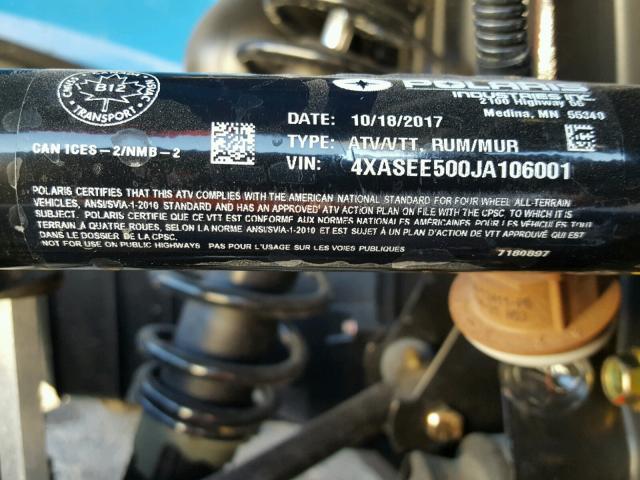 POLARIS
INDUSTRIES INC.
2100 Highway 55
Medina, MN 55340
B12
TRANSPORT
DATE: 10/18/2017
CAN ICES-2/NMB-2
TYPE: ATV/VTT, RUM/MUR
VIN: 4XASEE500JA106001
POLARIS CERTIFIES THAT THIS ATV COMPLIES WITH THE AMERICAN NATIONAL STANDARD FOR FOUR WHEEL ALL-TERRAIN
VEHICLES, ANSI/SVIA-1-2010 STANDARD AND HAS AN APPROVED ATV ACTION PLAN ON FILE WITH THE CPSC TO WHICH IT IS
SUBJECT. POLARIS CERTIFIE QUE CE VTT EST CONFORME AUX NORMES NATIONALES AMÉRICAINES POUR LES VÉHICULES TOUT
TERRAIN À QUATRE ROUES, SELON LA NORME ANSI/SVIA-1-2010 ET EST SUJET À UN PLAN D'ACTION DE VTT APPROUVÉ QUI EST
DANS LE DOSSIER DE LA CPSC.
NOT FOR USE ON PUBLIC HIGHWAYS PAS POUR L'USAGE SUR LES VOIES PUBLIQUES
7180897